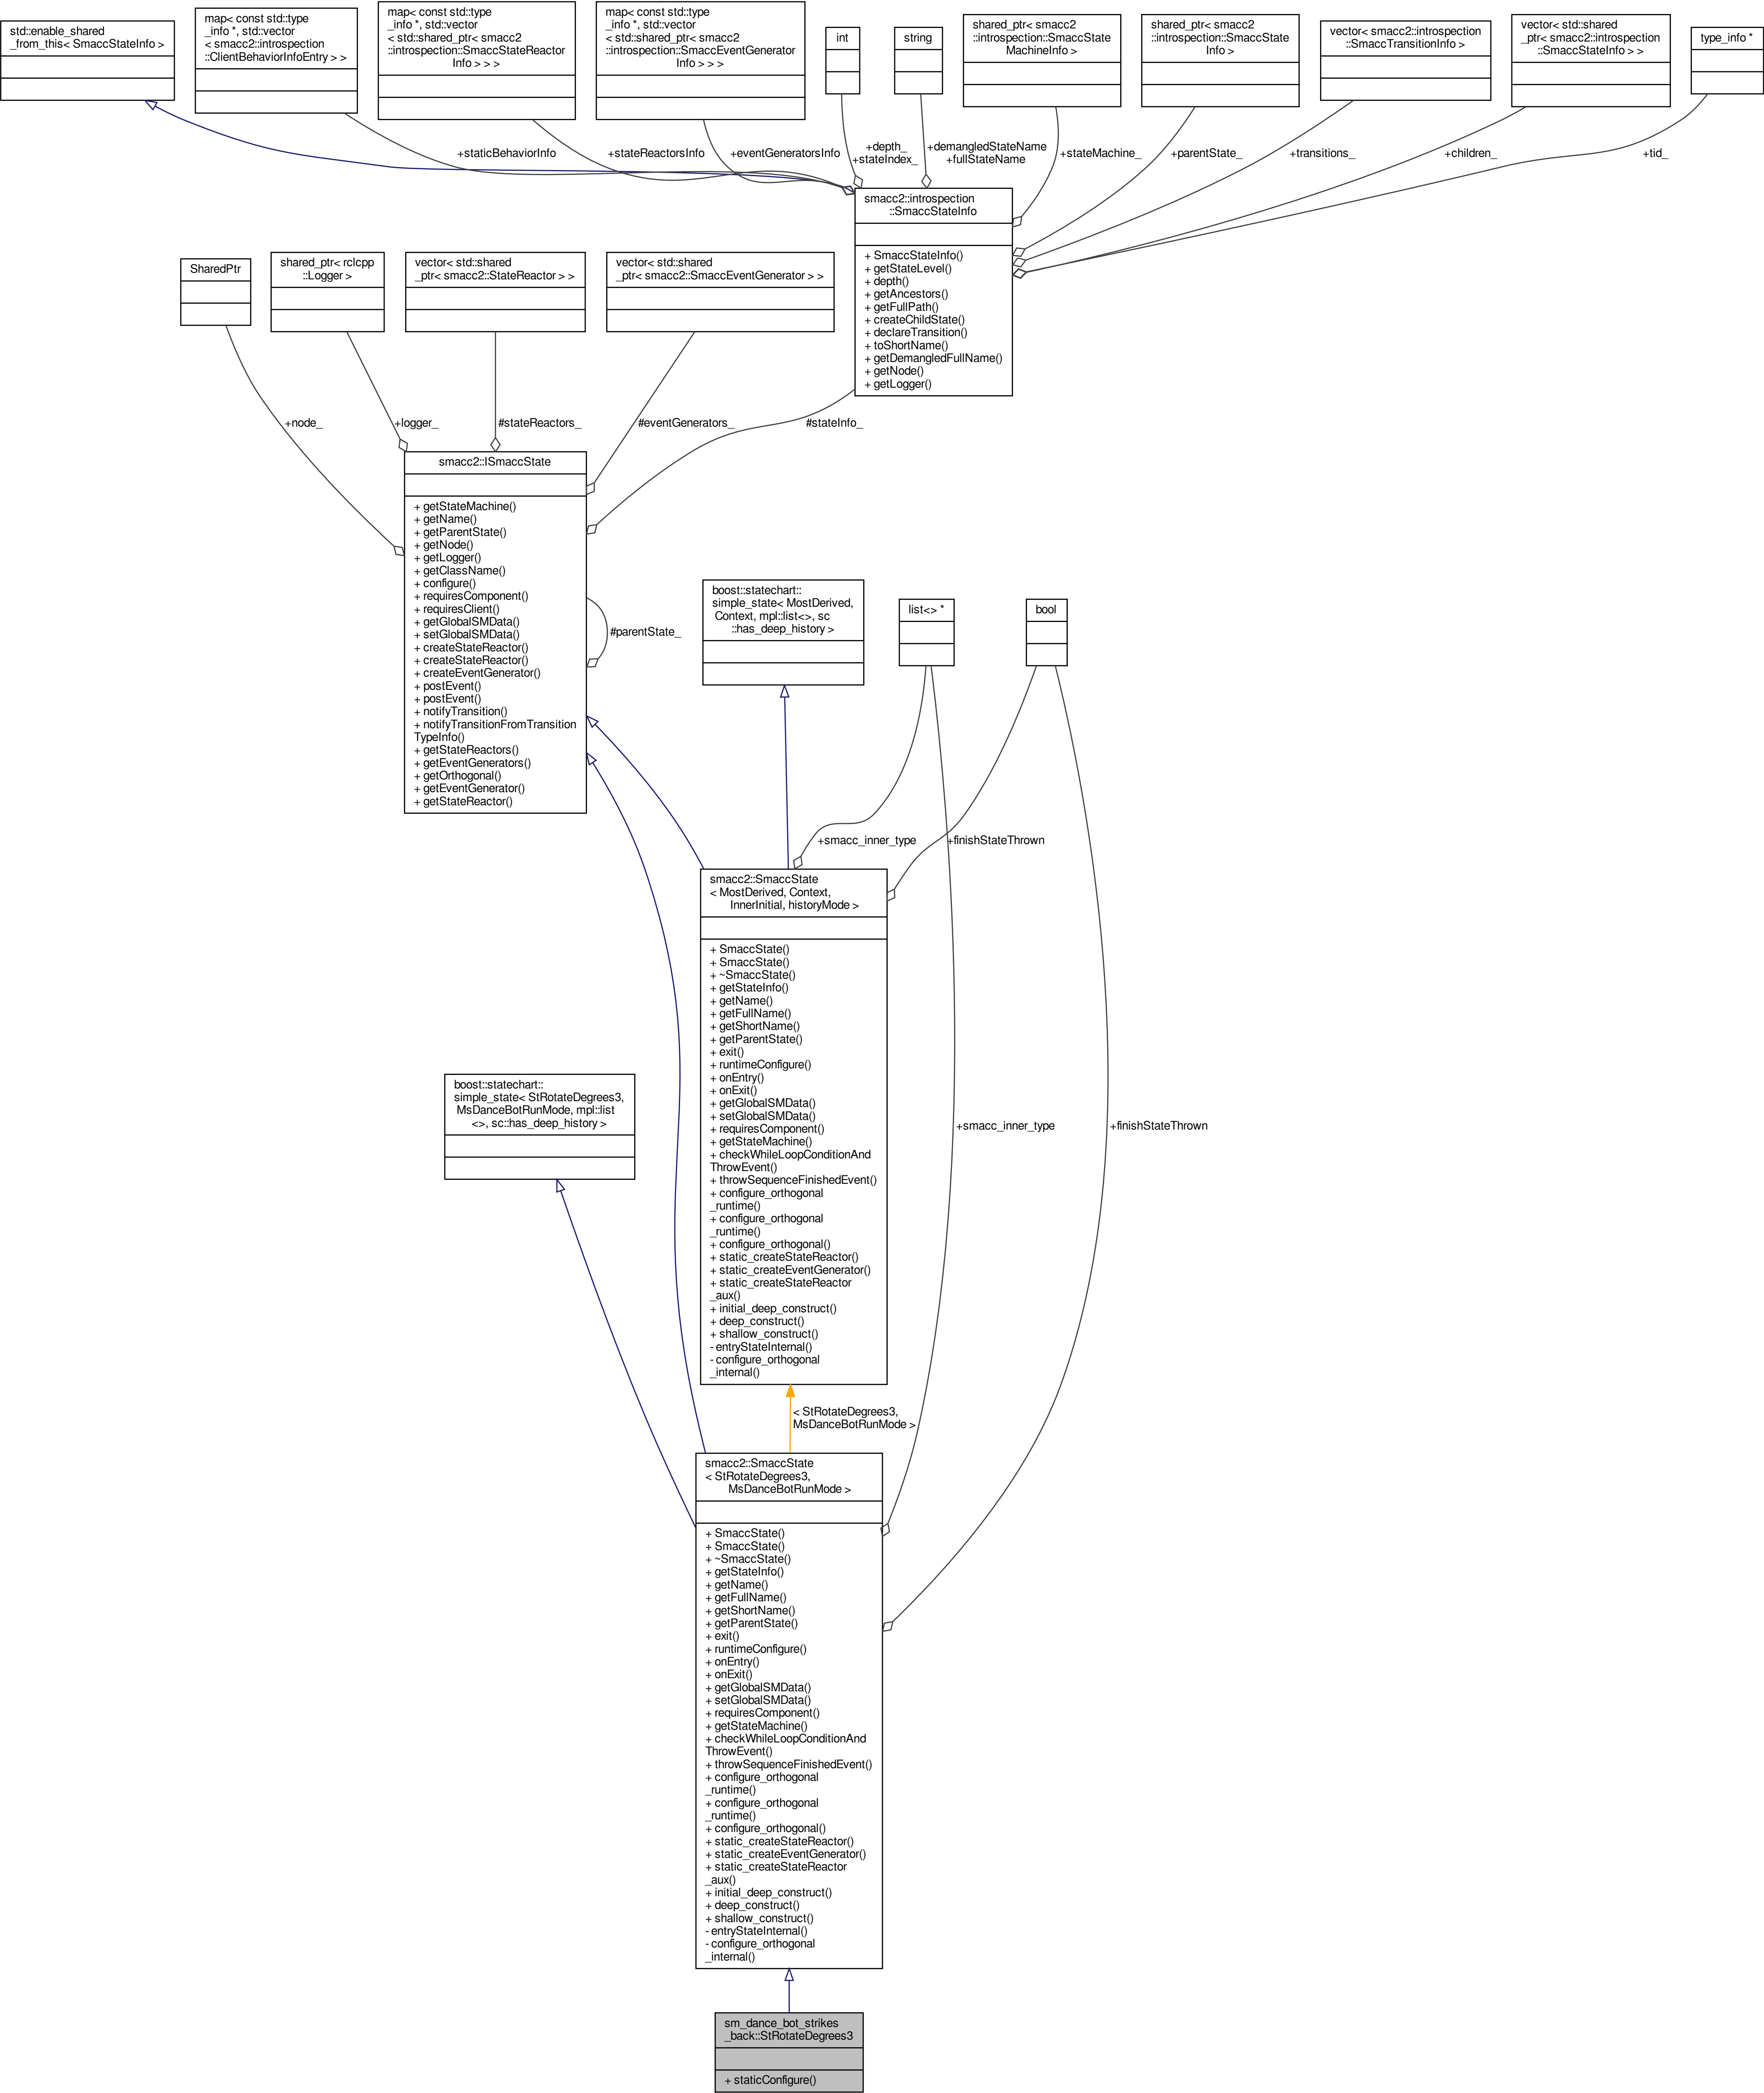 std::enable_shared
_from_this< SmaccStateInfo >
map< const std::type
_info *, std::vector
< smacc2::introspection
::ClientBehaviorInfoEntry > >
map< const std::type
_info *, std::vector
< std::shared_ptr< smacc2
::introspection::SmaccStateReactor
Info > > >
map< const std::type
_info *, std::vector
< std::shared_ptr< smacc2
::introspection::SmaccEventGenerator
Info > > >
int
string
shared_ptr< smacc2
::introspection::SmaccState
MachineInfo >
shared_ptr< smacc2
::introspection::SmaccState
Info >
vector< smacc2::introspection
::SmaccTransitionInfo >
vector< std::shared
_ptr< smacc2::introspection
::SmaccStateInfo > >
type_info *
+staticBehaviorInfo
+stateReactorsInfo
+eventGeneratorsInfo
+depth_
+stateIndex_
+demangledStateName
+fullStateName
+stateMachine_
+parentState_
+transitions_
+children_
+tid_
smacc2::introspection
::SmaccStateInfo
+ SmaccStateInfo()
+ getStateLevel()
+ depth()
+ getAncestors()
+ getFullPath()
+ createChildState()
+ declareTransition()
+ toShortName()
+ getDemangledFullName()
+ getNode()
+ getLogger()
SharedPtr
shared_ptr< rclcpp
::Logger >
vector< std::shared
_ptr< smacc2::StateReactor > >
vector< std::shared
_ptr< smacc2::SmaccEventGenerator > >
+node_
+logger_
#stateReactors_
#eventGenerators_
#stateInfo_
smacc2::ISmaccState
+ getStateMachine()
+ getName()
+ getParentState()
+ getNode()
+ getLogger()
+ getClassName()
+ configure()
+ requiresComponent()
+ requiresClient()
+ getGlobalSMData()
+ setGlobalSMData()
+ createStateReactor()
+ createStateReactor()
+ createEventGenerator()
+ postEvent()
+ postEvent()
+ notifyTransition()
+ notifyTransitionFromTransition
TypeInfo()
+ getStateReactors()
+ getEventGenerators()
+ getOrthogonal()
+ getEventGenerator()
+ getStateReactor()
#parentState_
boost::statechart::
simple_state< MostDerived,
Context, mpl::list<>, sc
::has_deep_history >
list<> *
bool
+smacc_inner_type
+finishStateThrown
smacc2::SmaccState
< MostDerived, Context,
InnerInitial, historyMode >
+ SmaccState()
+ SmaccState()
+ ~SmaccState()
+ getStateInfo()
+ getName()
+ getFullName()
+ getShortName()
+ getParentState()
+ exit()
+ runtimeConfigure()
+ onEntry()
+ onExit()
+ getGlobalSMData()
+ setGlobalSMData()
+ requiresComponent()
+ getStateMachine()
+ checkWhileLoopConditionAnd
ThrowEvent()
+ throwSequenceFinishedEvent()
+ configure_orthogonal
_runtime()
+ configure_orthogonal
_runtime()
+ configure_orthogonal()
+ static_createStateReactor()
+ static_createEventGenerator()
+ static_createStateReactor
_aux()
+ initial_deep_construct()
+ deep_construct()
+ shallow_construct()
- entryStateInternal()
- configure_orthogonal
_internal()
boost::statechart::
simple_state< StRotateDegrees3,
MsDanceBotRunMode, mpl::list
<>, sc::has_deep_history >
+smacc_inner_type
+finishStateThrown
< StRotateDegrees3,
MsDanceBotRunMode >
smacc2::SmaccState
< StRotateDegrees3,
MsDanceBotRunMode >
+ SmaccState()
+ SmaccState()
+ ~SmaccState()
+ getStateInfo()
+ getName()
+ getFullName()
+ getShortName()
+ getParentState()
+ exit()
+ runtimeConfigure()
+ onEntry()
+ onExit()
+ getGlobalSMData()
+ setGlobalSMData()
+ requiresComponent()
+ getStateMachine()
+ checkWhileLoopConditionAnd
ThrowEvent()
+ throwSequenceFinishedEvent()
+ configure_orthogonal
_runtime()
+ configure_orthogonal
_runtime()
+ configure_orthogonal()
+ static_createStateReactor()
+ static_createEventGenerator()
+ static_createStateReactor
_aux()
+ initial_deep_construct()
+ deep_construct()
+ shallow_construct()
- entryStateInternal()
- configure_orthogonal
_internal()
sm_dance_bot_strikes
_back::StRotateDegrees3
+ staticConfigure()